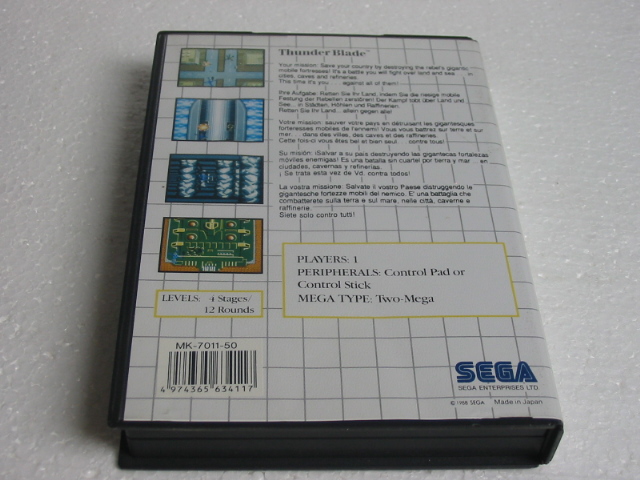 Thunder Blade™
Your mission: Save your country by destroying the rebel's gigantic
mobile fortresses! It's a battle you will fight over land and sea ... in
cities, caves and refineries.
This time it's you ... against all of them!
Ihre Aufgabe: Retten Sie Ihr Land, indem Sie die riesige mobile
Festung der Rebellen zerstören! Der Kampf tobt über Land und
See... in Städten, Höhlen und Raffinerien.
Retten Sie Ihr Land....allein gegen alle!
Votre mission: sauver votre pays en détruisant les gigantesques
forteresses mobiles de l'ennemi! Vous vous battrez sur terre et sur
mer ... dans des villes, des caves et des raffineries.
Cette fois-ci vous êtes bel et bien seul ... contre tous!
Su misión: ¡Salvar a su país destruyendo las gigantescas fortalezas
móviles enemigas! Es una batalla sin cuartel por tierra y mar ... en
ciudades, cavernas y refinerías.
¡ Se trata esta vez de Vd. contra todos!
La vostra missione: Salvate il vostro Paese distruggendo le
gigantesche fortezze mobili del nemico. E' una battaglia che
combatterete sulla terra e sul mare, nelle città, caverne e
raffinerie.
Siete solo contro tutti!
PLAYERS: 1
PERIPHERALS: Control Pad or
Control Stick
MEGA TYPE: Two-Mega
LEVELS: 4 Stages/
12 Rounds
MK-7011-50
4 974365 634117
SEGA
SEGA ENTERPRISES LTD.
© 1988 SEGA Made in Japan